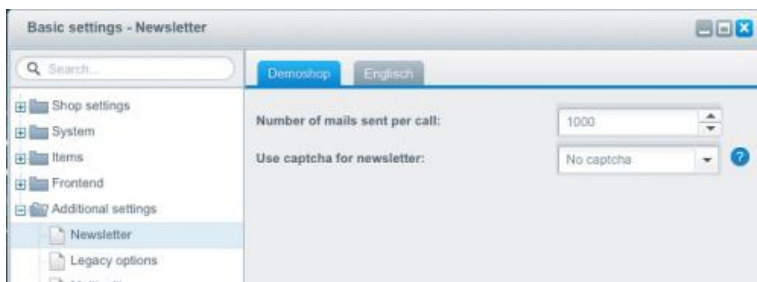 Basic settings - Newsletter
Search...
Demoshop
Englisch
Shop settings
System
Items
Frontend
Additional settings
Newsletter
Legacy options
Number of mails sent per call:
1000
Use captcha for newsletter:
No captcha
?